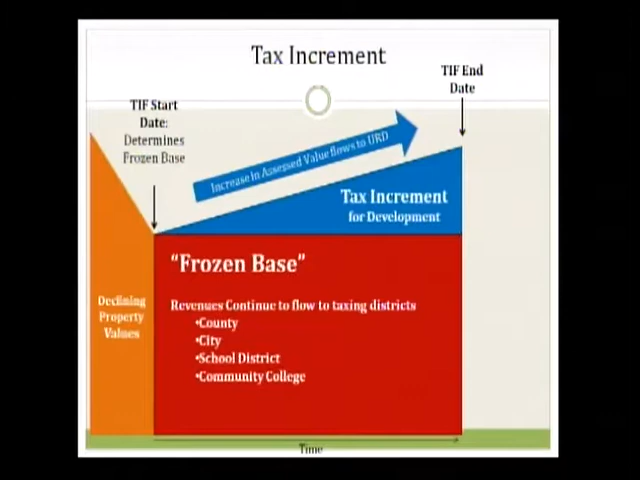 Tax Increment
TIF End
Date
TIF Start
Date:
Determines
Frozen Base
Increase in Assessed Value flows to URD
Tax Increment
for Development
"Frozen Base"
Declining
Property
Values
Revenues Continue to flow to taxing districts
•County
•City
•School District
•Community College
Time